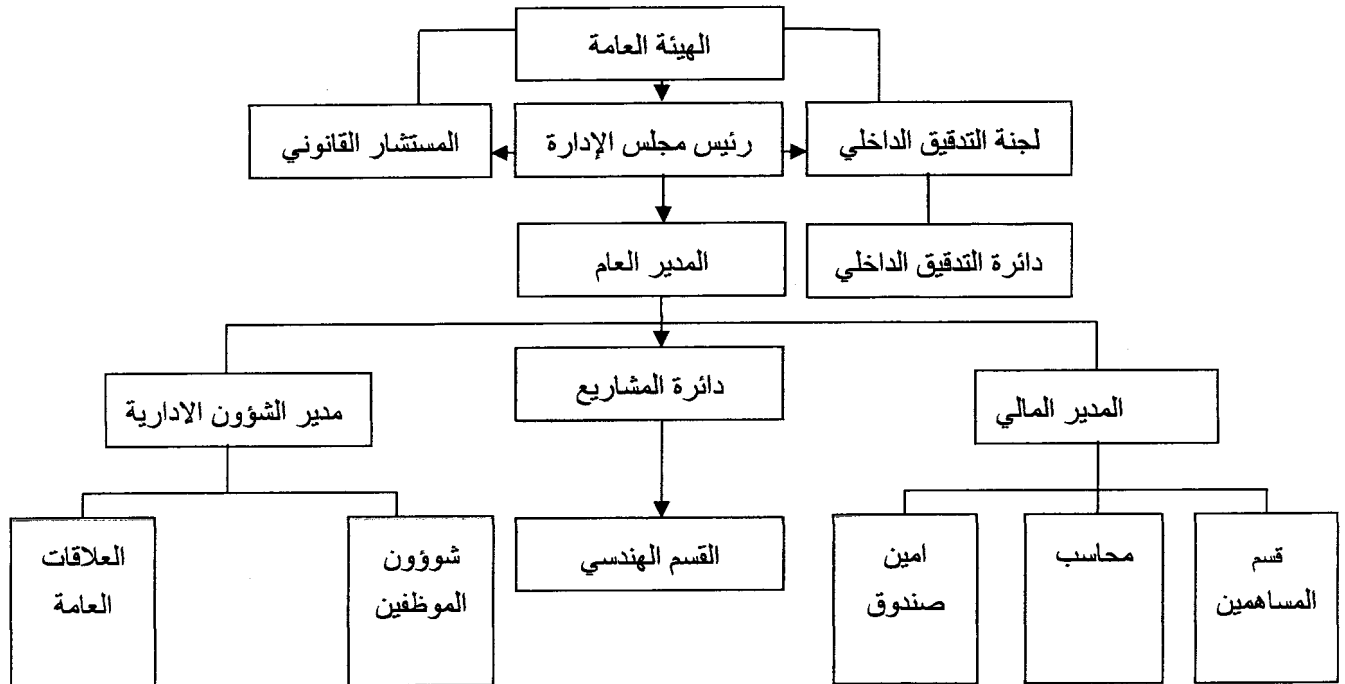 الهيئة العامة
لجنة التدقيق الداخلي
رئيس مجلس الإدارة
المستشار القانوني
دائرة التدقيق الداخلي
المدير العام
المدير المالي
دائرة المشاريع
مدير الشؤون الادارية
قسم
المساهمين
محاسب
امين
صندوق
القسم الهندسي
شوؤون
الموظفين
العلاقات
العامة